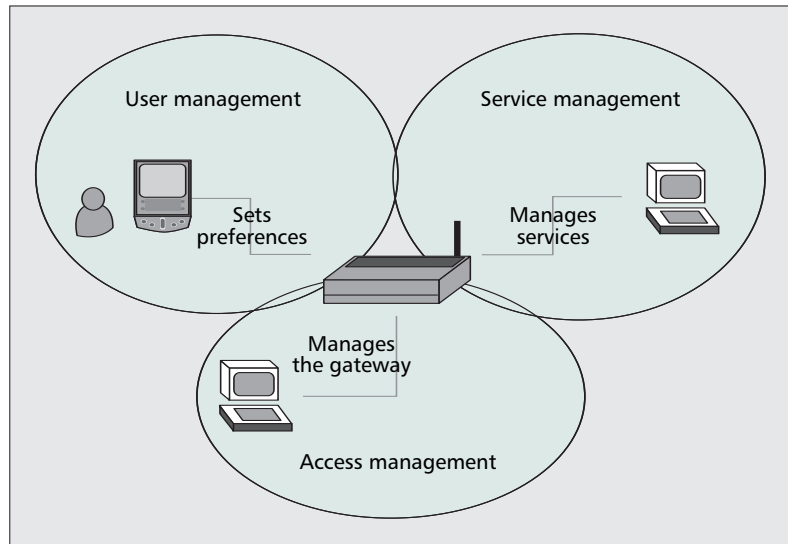 User management
Service management
Sets
preferences
Manages
services
Manages
the gateway
Access management